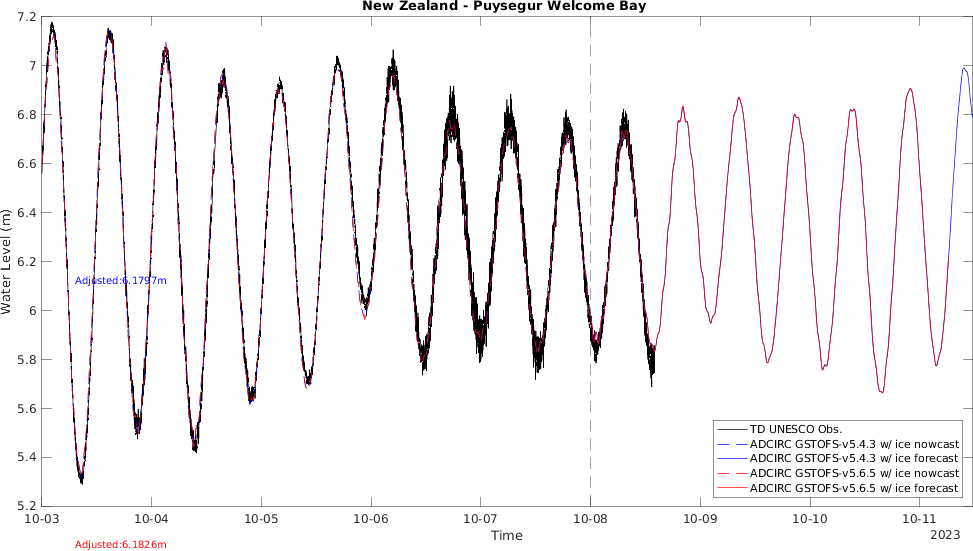 New Zealand - Puysegur Welcome Bay
7.2
7
6.8
6.6
6.4
6.2
6
5.8
5.6
5.4
5.2
Water Level (m)
Adjusted:6.1797m
TD UNESCO Obs.
ADCIRC GSTOFS-v5.4.3 w/ ice nowcast
ADCIRC GSTOFS-v5.4.3 w/ ice forecast
ADCIRC GSTOFS-v5.6.5 w/ ice nowcast
ADCIRC GSTOFS-v5.6.5 w/ ice forecast
10-03 10-04 10-05 10-06 10-07 10-08 10-09 10-10 10-11
Time
2023
Adjusted:6.1826m